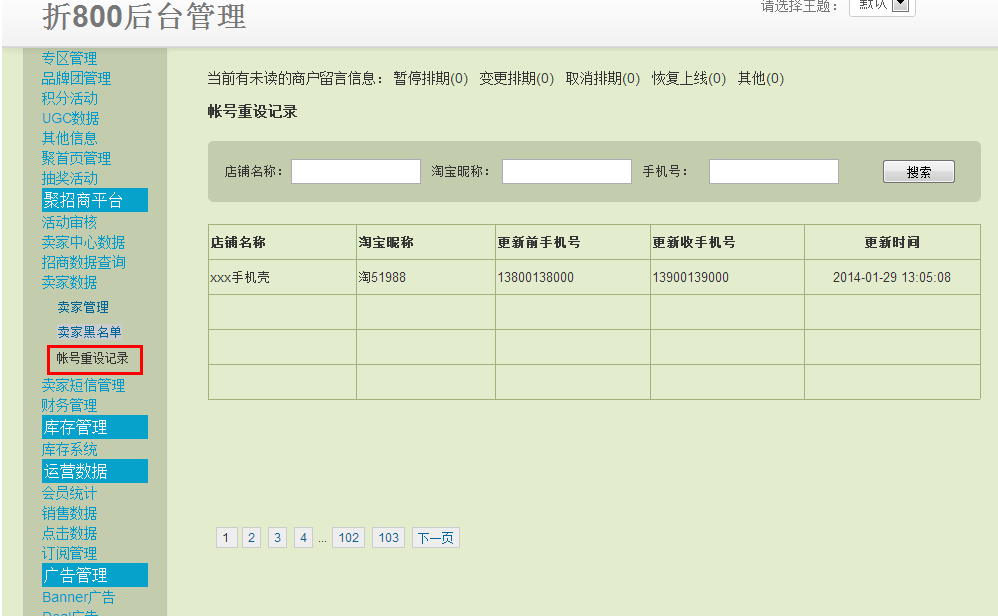 折800后台管理
请选择主题： 默认
专区管理
品牌团管理
积分活动
UGC数据
其他信息
聚首页管理
抽奖活动
聚招商平台
活动审核
卖家中心数据
招商数据查询
卖家数据
卖家管理
卖家黑名单
帐号重设记录
卖家短信管理
财务管理
库存管理
库存系统
运营数据
会员统计
销售数据
点击数据
订阅管理
广告管理
Banner广告
Deal广告
当前有未读的商户留言信息： 暂停排期(0) 变更排期(0) 取消排期(0) 恢复上线(0) 其他(0)
帐号重设记录
店铺名称： 淘宝昵称： 手机号： 搜索
店铺名称 淘宝昵称 更新前手机号 更新收手机号 更新时间
xxx手机壳 淘51988 13800138000 13900139000 2014-01-29 13:05:08
1 2 3 4 ... 102 103 下一页